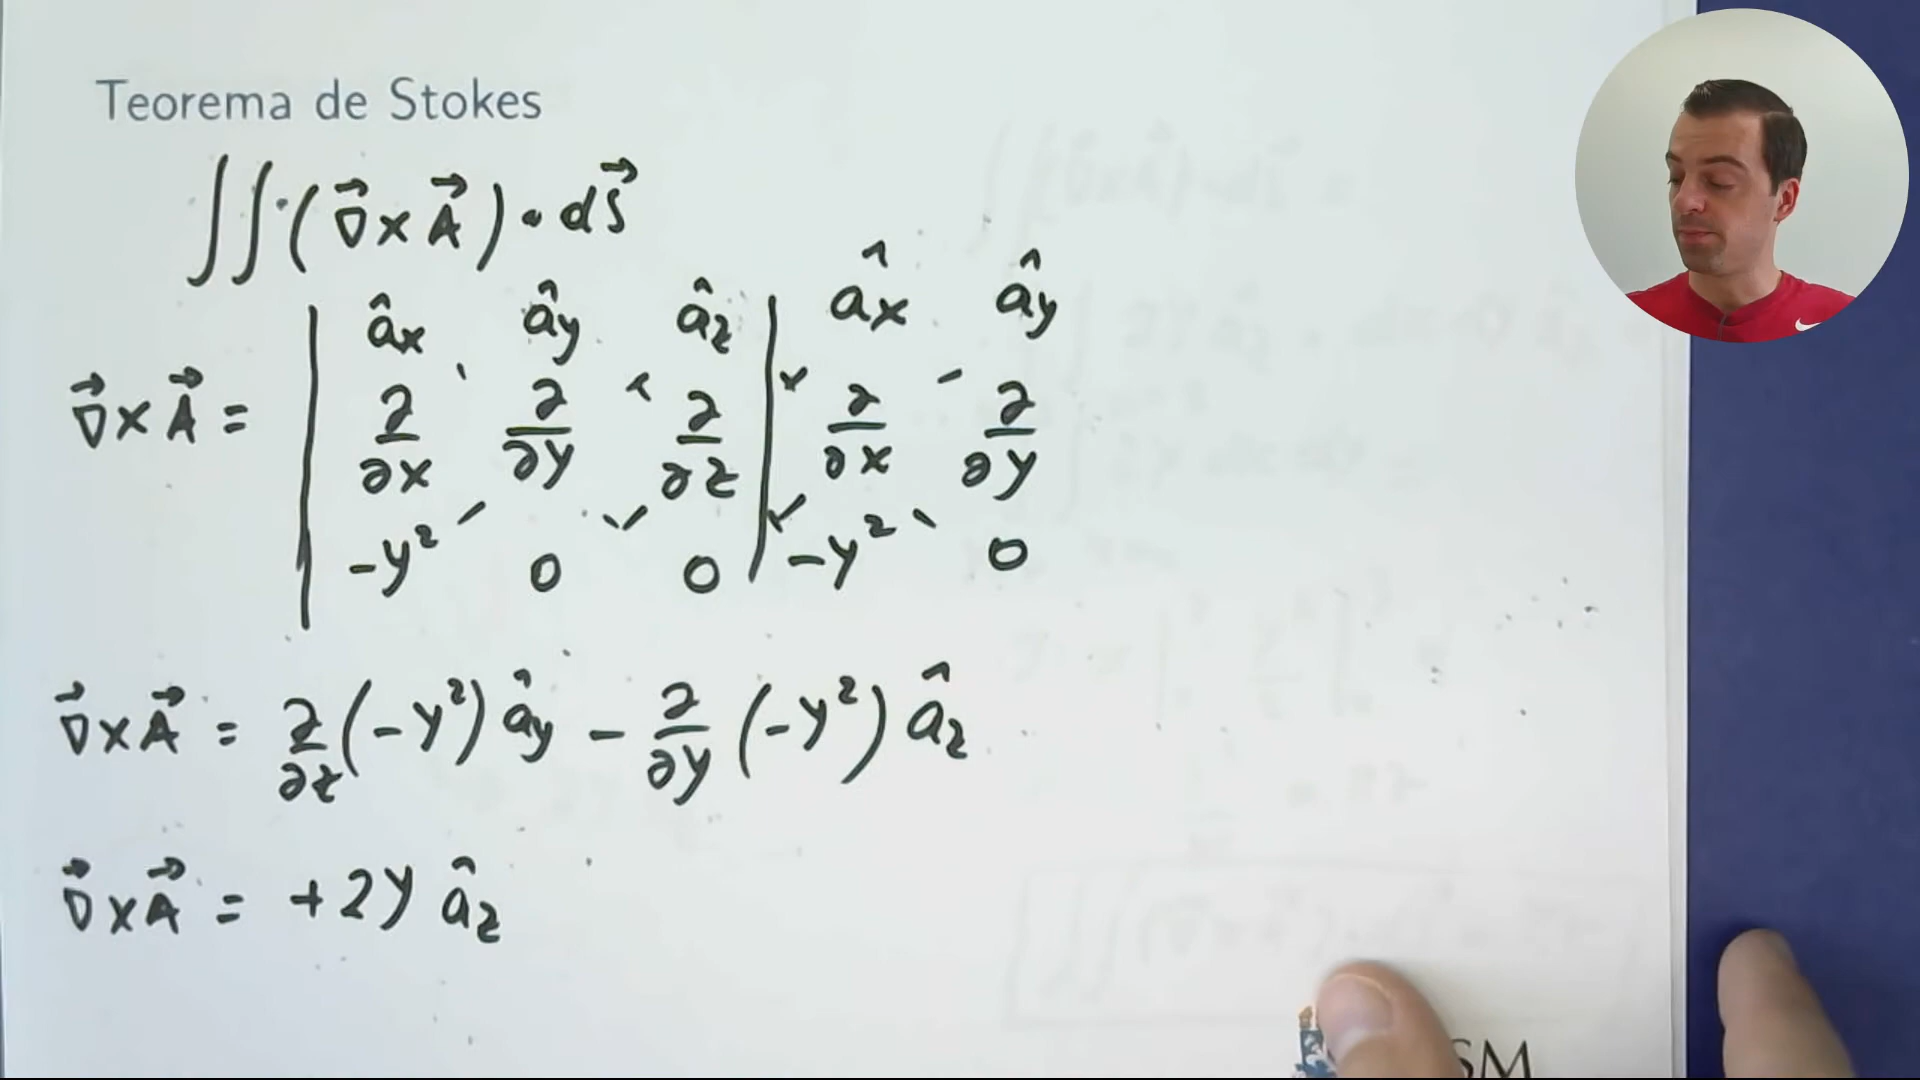 Teorema de Stokes
∬(∇⃗×A⃗)·dS⃗
âx ây âz | âx ây
∇⃗×A⃗ = | ∂/∂x ∂/∂y ∂/∂z | ∂/∂x ∂/∂y
-y² 0 0 | -y² 0
∇⃗×A⃗ = ∂/∂z(-y²) ây - ∂/∂y(-y²) âz
∇⃗×A⃗ = +2y âz
SM